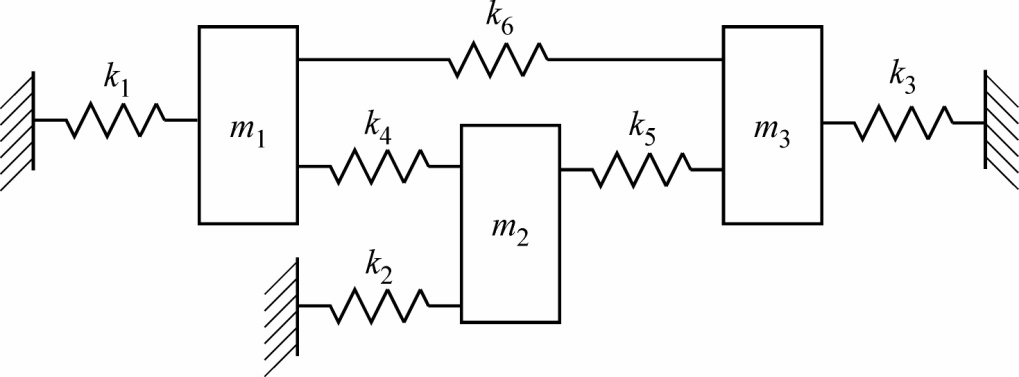 k₆
k₁
k₃
k₄
k₅
m₁
m₃
m₂
k₂